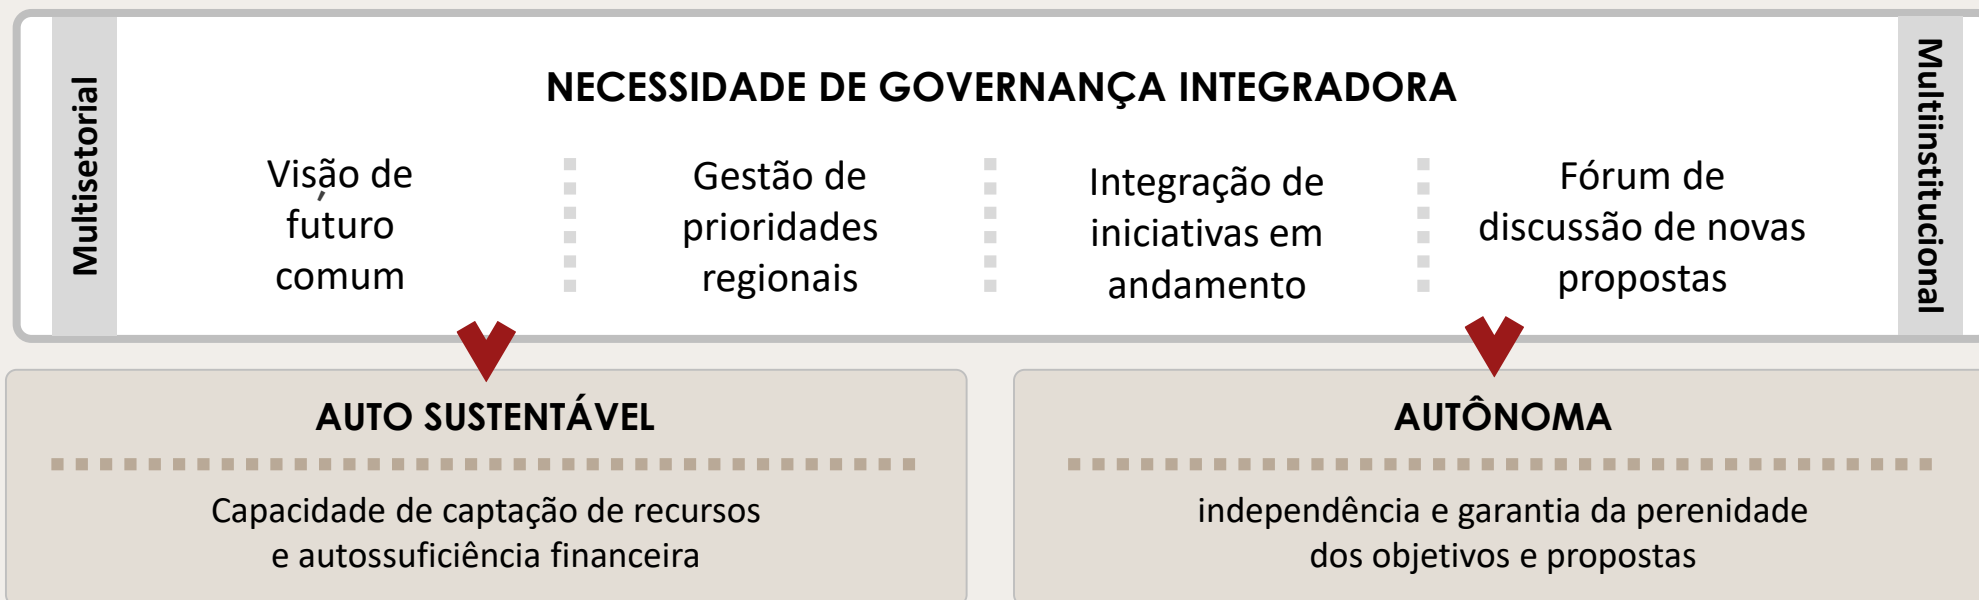 Multisetorial
NECESSIDADE DE GOVERNANÇA INTEGRADORA
Visão de
futuro
comum
Gestão de
prioridades
regionais
Integração de
iniciativas em
andamento
Fórum de
discussão de novas
propostas
Multiinstitucional
AUTO SUSTENTÁVEL
Capacidade de captação de recursos
e autossuficiência financeira
AUTÔNOMA
independência e garantia da perenidade
dos objetivos e propostas